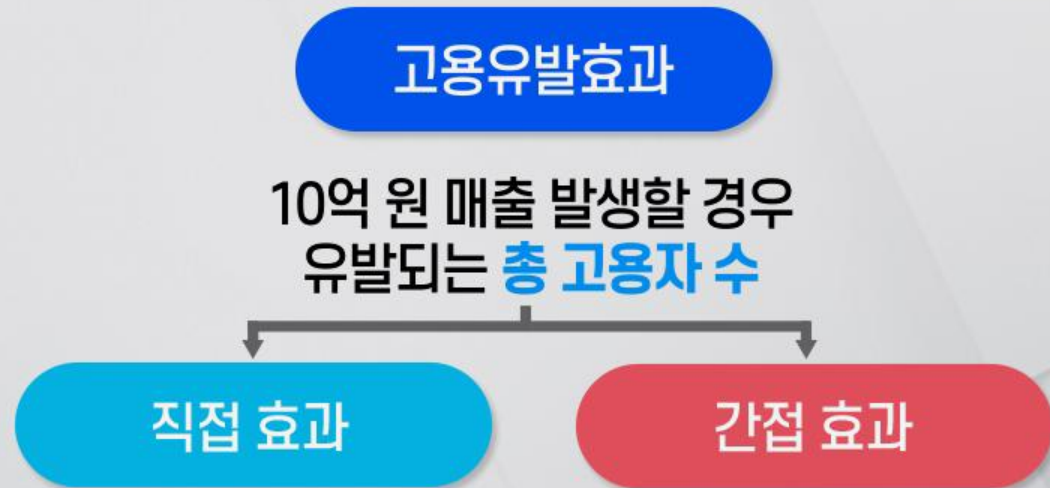 고용유발효과
10억 원 매출 발생할 경우
유발되는 총 고용자 수
직접 효과
간접 효과